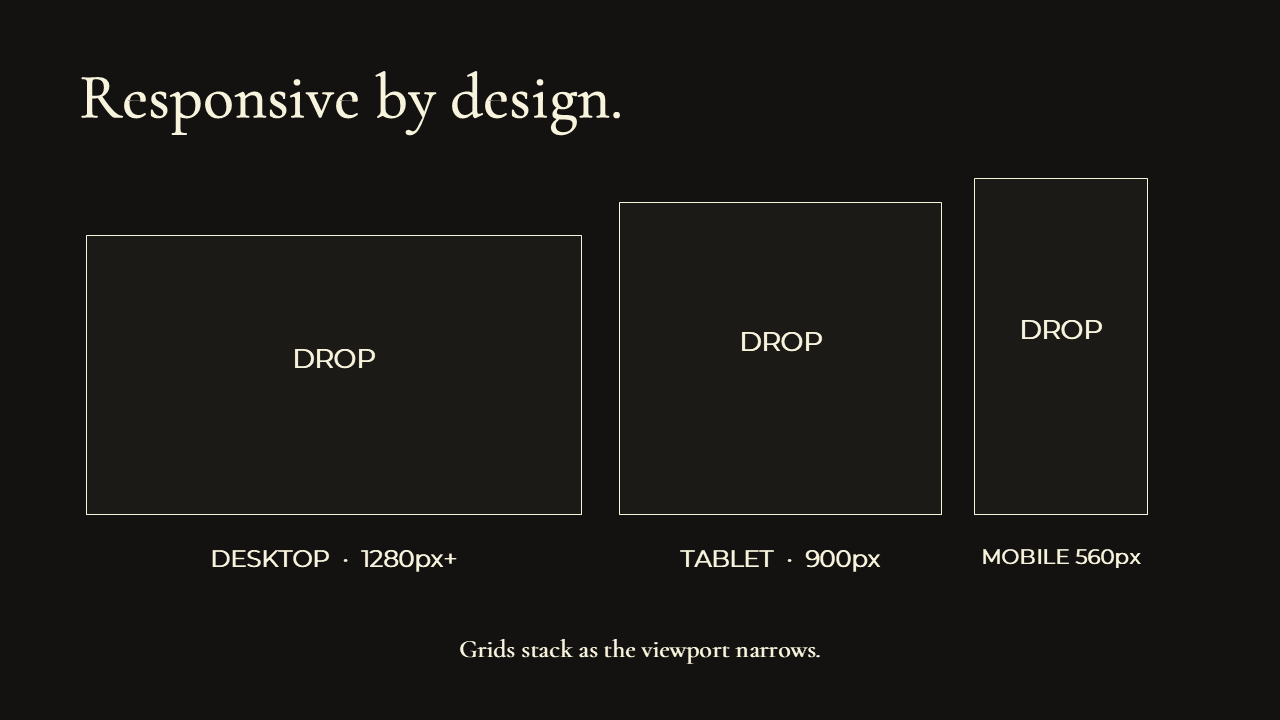 Responsive by design.
DROP
DROP
DROP
DESKTOP · 1280px+
TABLET · 900px
MOBILE 560px
Grids stack as the viewport narrows.